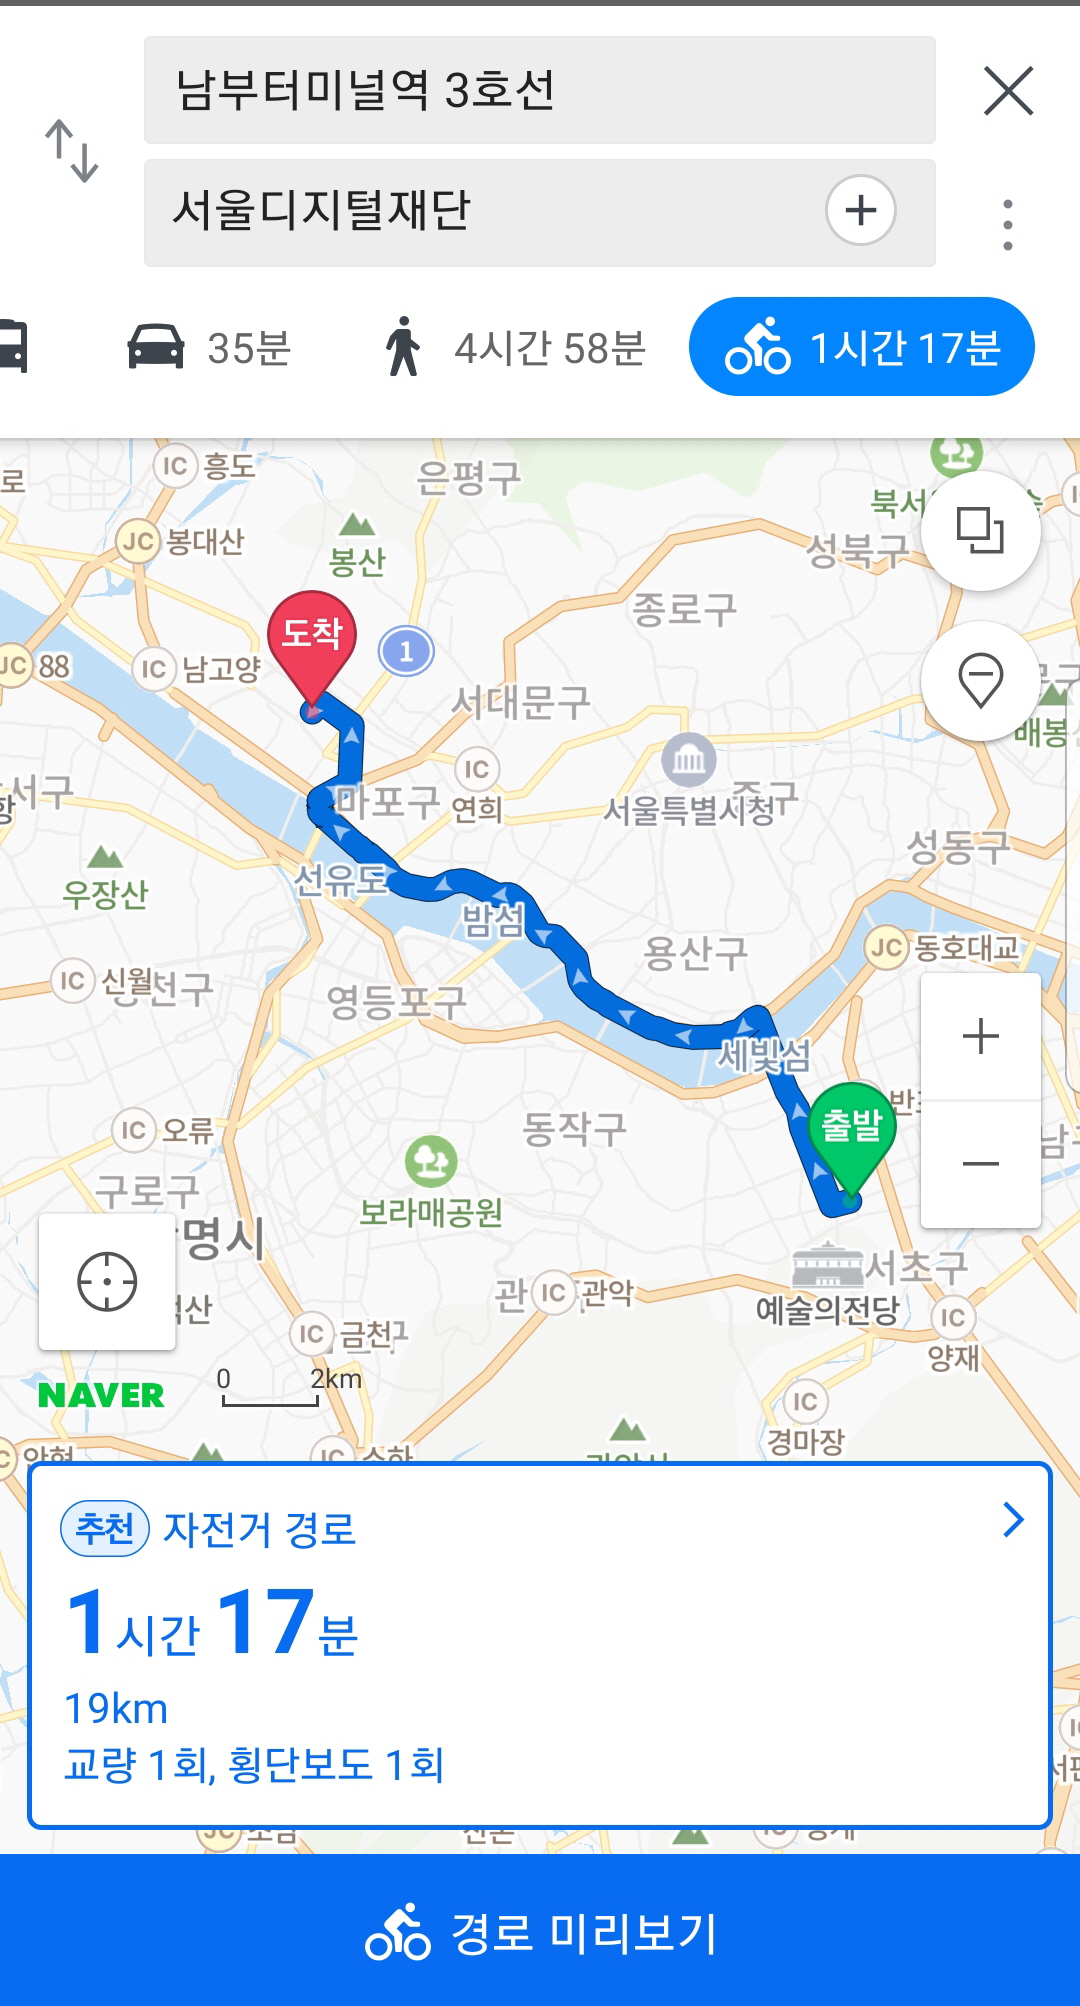 남부터미널역 3호선
서울디지털재단
35분
4시간 58분
1시간 17분
IC 흥도
은평구
로
북서
JC 봉대산
봉산
성북구
도착
종로구
1
JC 88
IC 남고양
서대문구
배봉
서구
IC
연희
마포구
서울특별시청
중구
성동구
우장산
선유도
밤섬
용산구
JC 동호대교
IC 신월
천구
영등포구
세빛섬
출발
반포
동작구
IC 오류
구로구
보라매공원
명시
서초구
예술의전당
관
IC 관악
IC 금천
IC
양재
NAVER
0 2km
IC
경마장
추천 자전거 경로
1시간 17분
19km
교량 1회, 횡단보도 1회
경로 미리보기